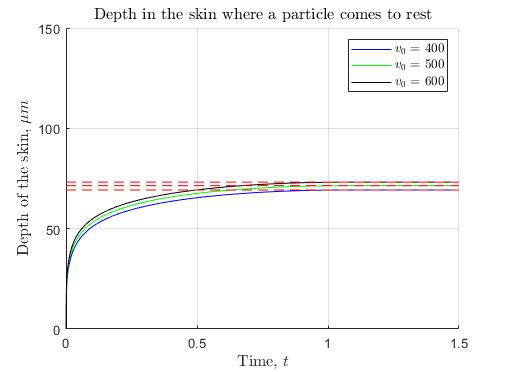 Depth in the skin where a particle comes to rest
150
v₀ = 400
v₀ = 500
v₀ = 600
100
Depth of the skin, μm
50
0
0 0.5 1 1.5
Time, t